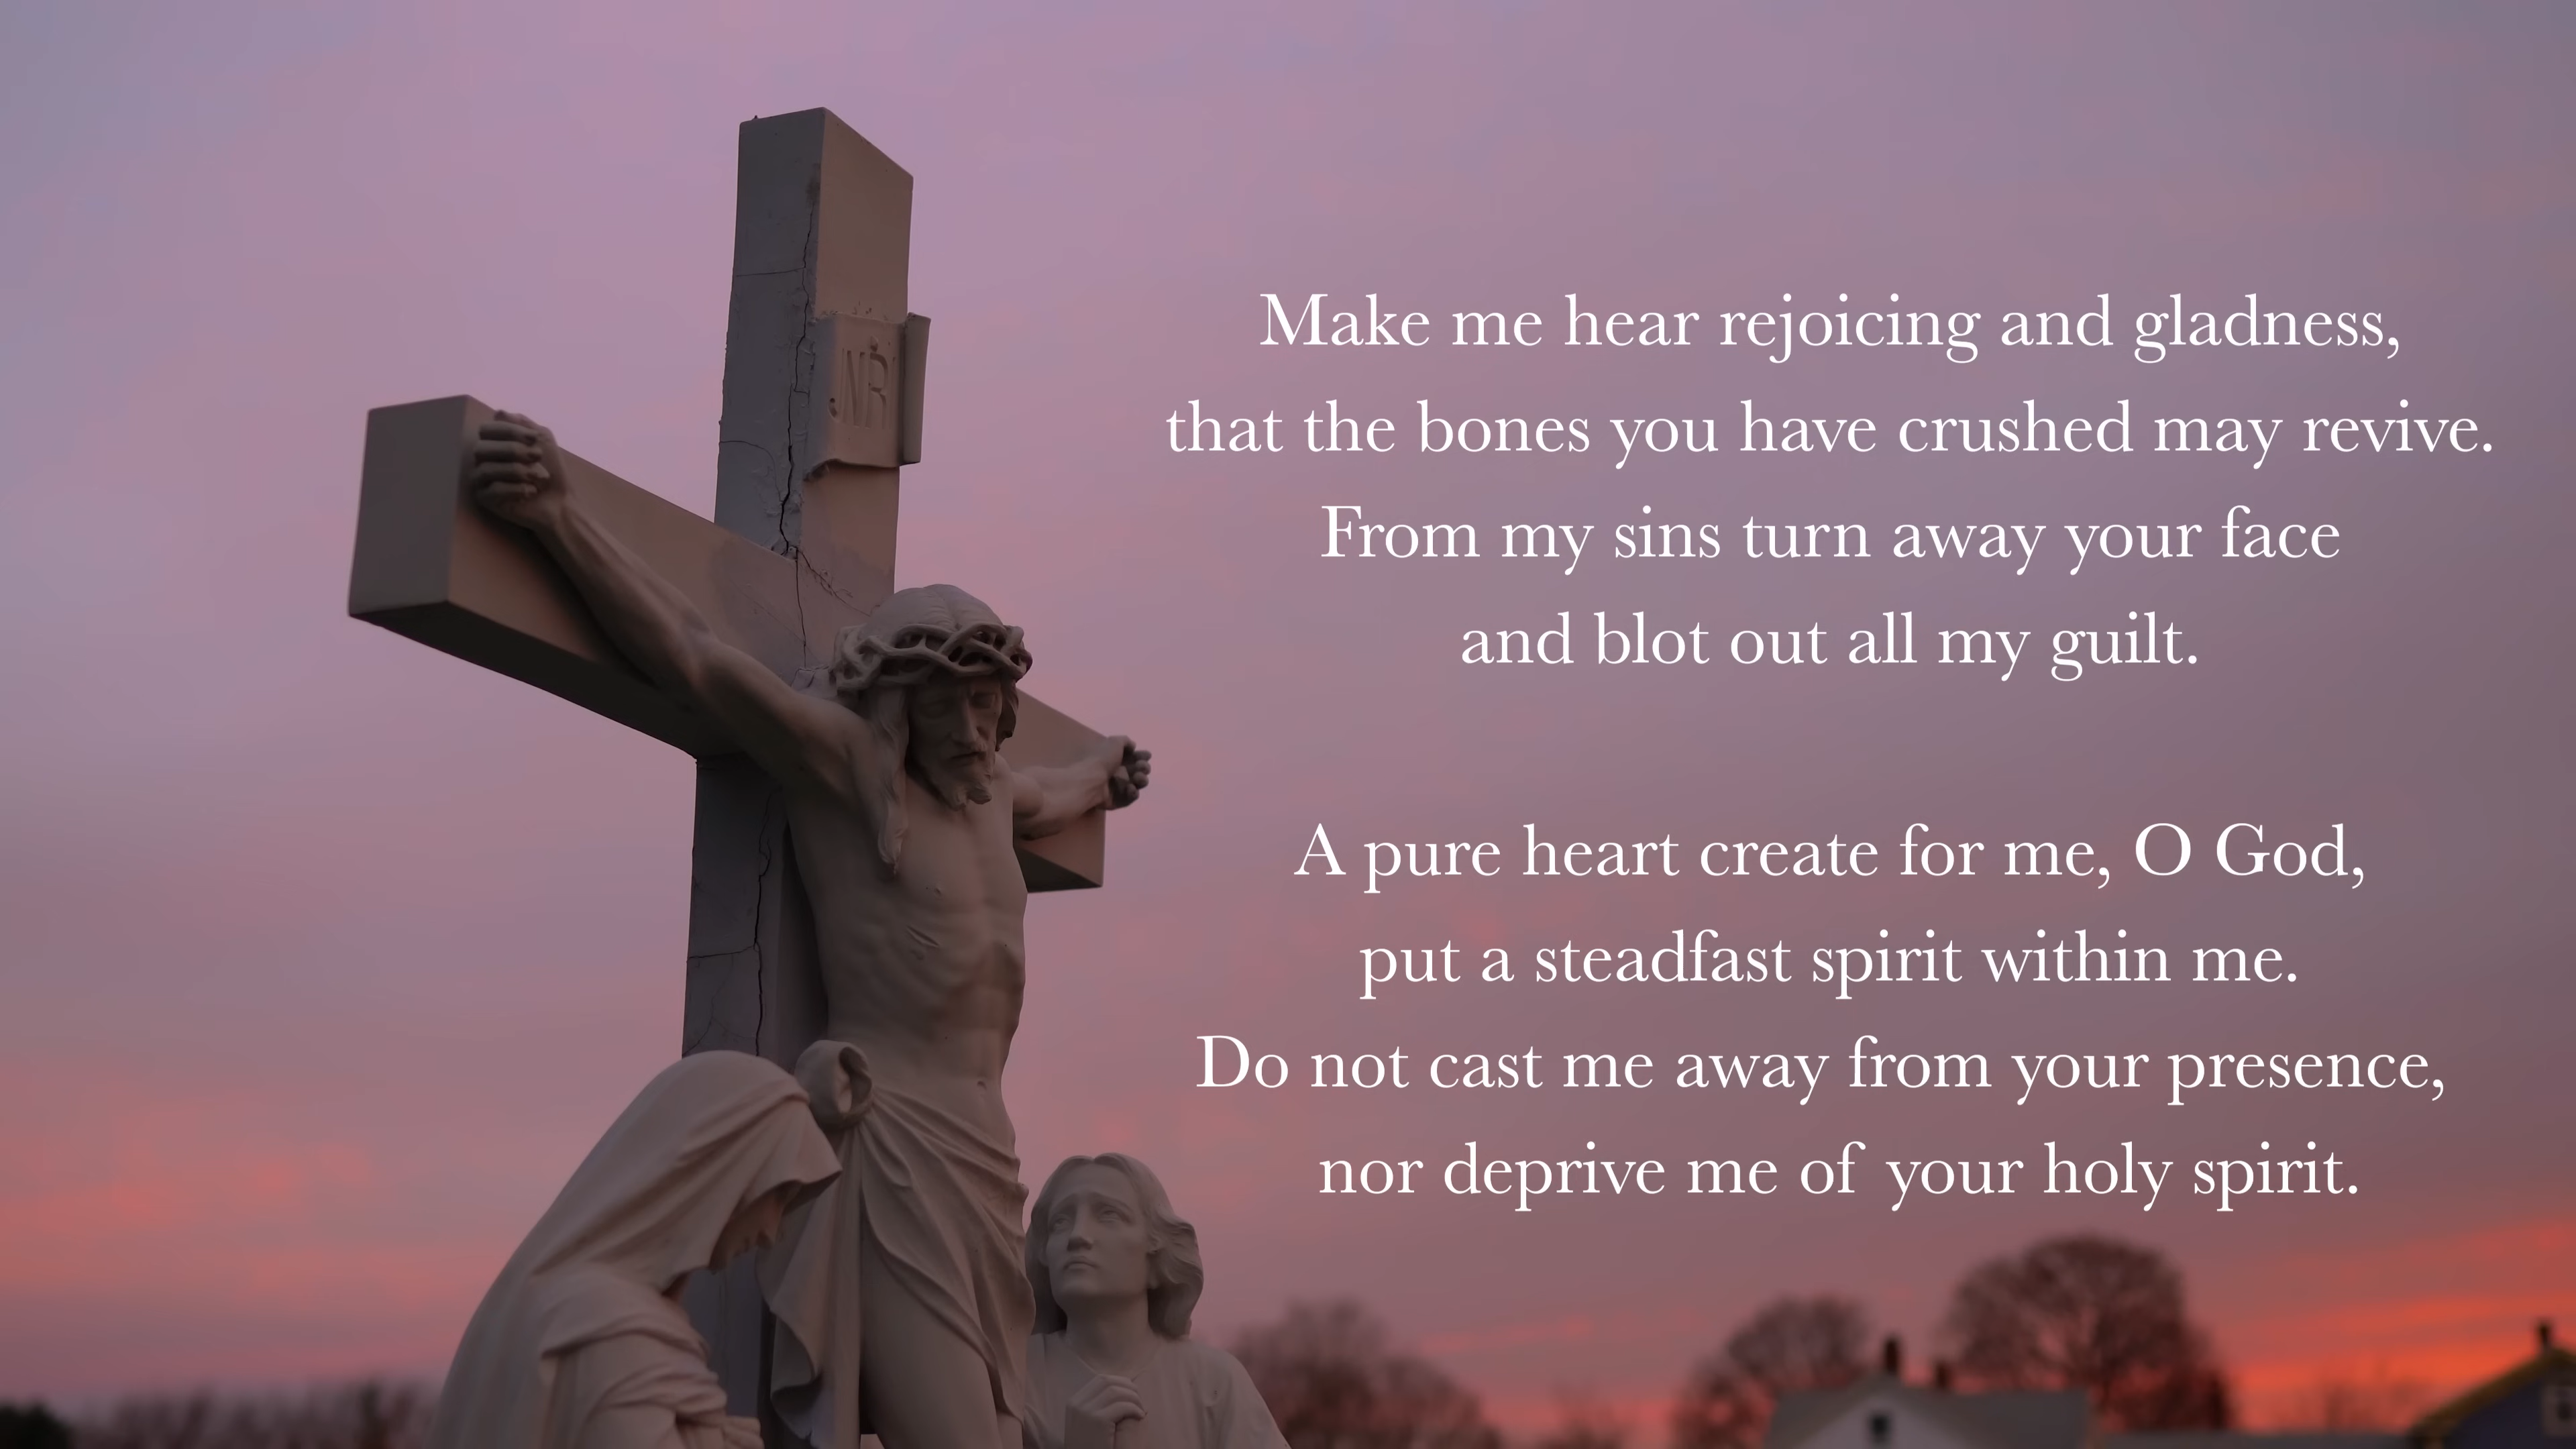 INRI
Make me hear rejoicing and gladness,
that the bones you have crushed may revive.
From my sins turn away your face
and blot out all my guilt.
A pure heart create for me, O God,
put a steadfast spirit within me.
Do not cast me away from your presence,
nor deprive me of your holy spirit.